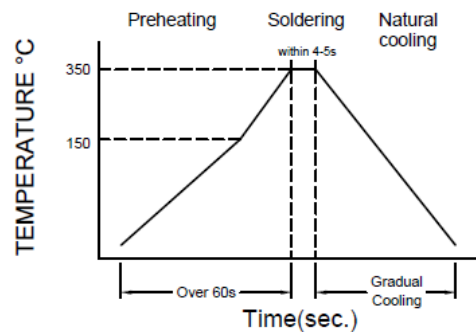 Preheating Soldering Natural
cooling
within 4-5s
TEMPERATURE °C
350
150
Over 60s
Gradual
Cooling
Time(sec.)